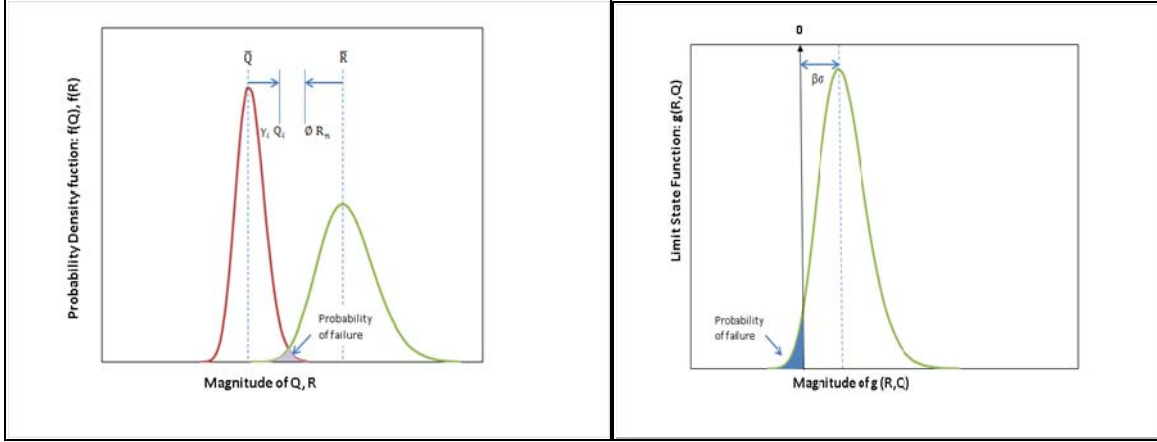 Probability Density fuction: f(Q), f(R)
Q̄
R̄
γᵢ Qᵢ
Ø Rₙ
Probability
of failure
Magnitude of Q, R
0
βσ
Limit State Function: g(R,Q)
Probability
of failure
Magnitude of g (R,Q)